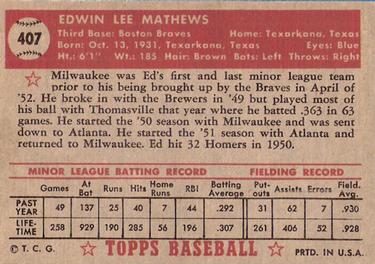 407
EDWIN LEE MATHEWS
Third Base: Boston Braves Home: Texarkana, Texas
Born: Oct. 13, 1931, Texarkana, Texas Eyes: Blue
Ht.: 6'1" Wt.: 185 Hair: Brown Bats: Left Throws: Right
Milwaukee was Ed's first and last minor league team
prior to his being brought up by the Braves in April of
'52. He broke in with the Brewers in '49 but played most of
his ball with Thomasville that year where he batted .363 in 63
games. He started the '50 season with Milwaukee and was sent
down to Atlanta. He started the '51 season with Atlanta and
returned to Milwaukee. Ed hit 32 Homers in 1950.
MINOR LEAGUE BATTING RECORD FIELDING RECORD
Games At Bat Runs Hits Home Runs RBI Batting Average Put-outs Assists Errors Field. Avg.
PAST YEAR 49 137 25 40 11 44 .292 31 62 7 .930
LIFE-TIME 258 929 190 285 56 196 .307 261 406 52 .928
© T. C. G. TOPPS BASEBALL PRTD. IN U.S.A.